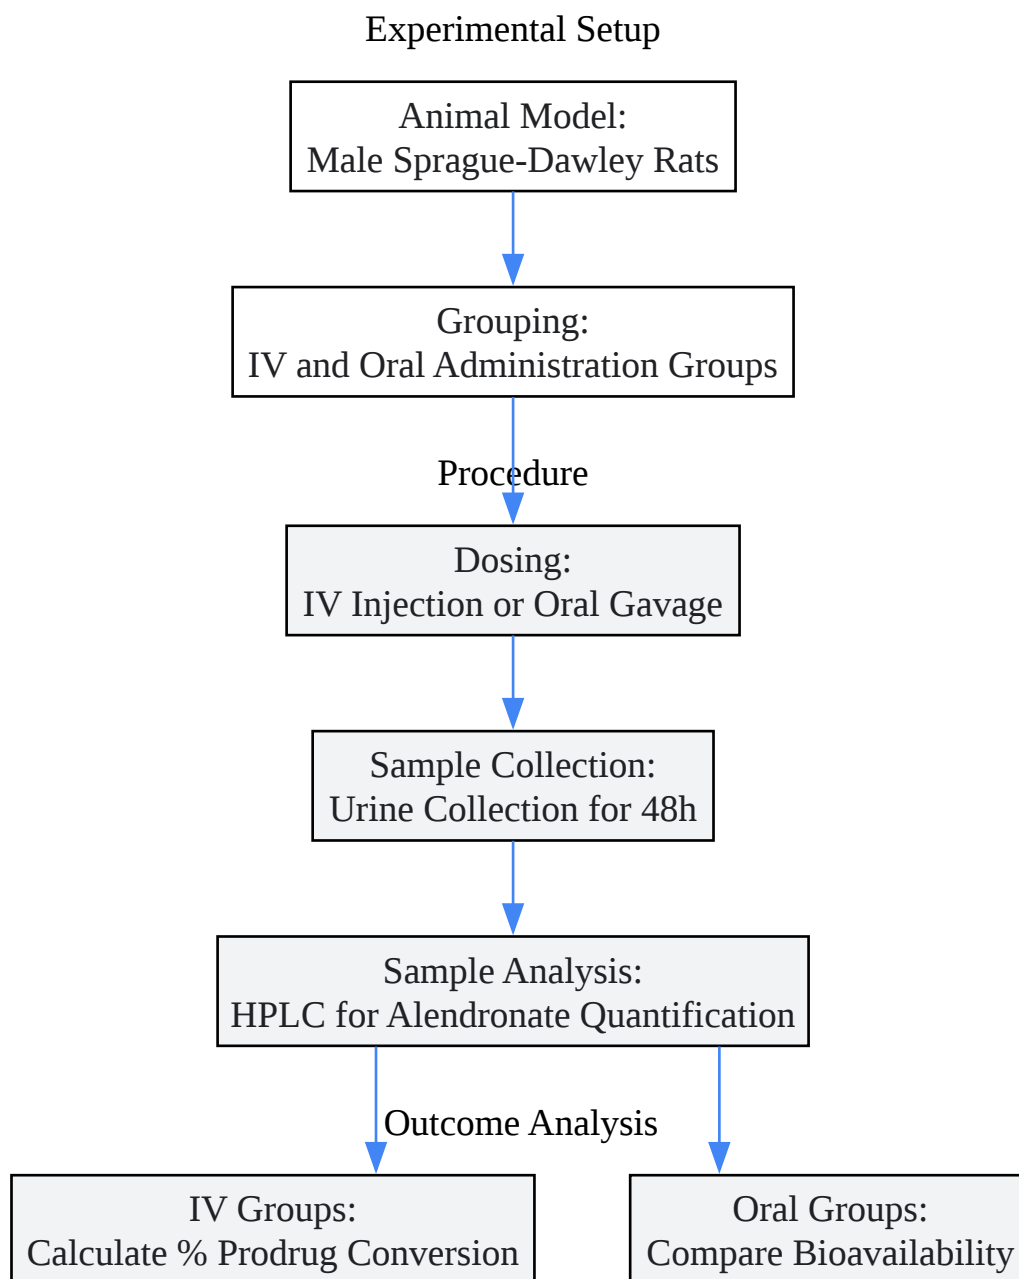 Experimental Setup
Animal Model:
Male Sprague-Dawley Rats
Grouping:
IV and Oral Administration Groups
Procedure
Dosing:
IV Injection or Oral Gavage
Sample Collection:
Urine Collection for 48h
Sample Analysis:
HPLC for Alendronate Quantification
Outcome Analysis
IV Groups:
Calculate % Prodrug Conversion
Oral Groups:
Compare Bioavailability